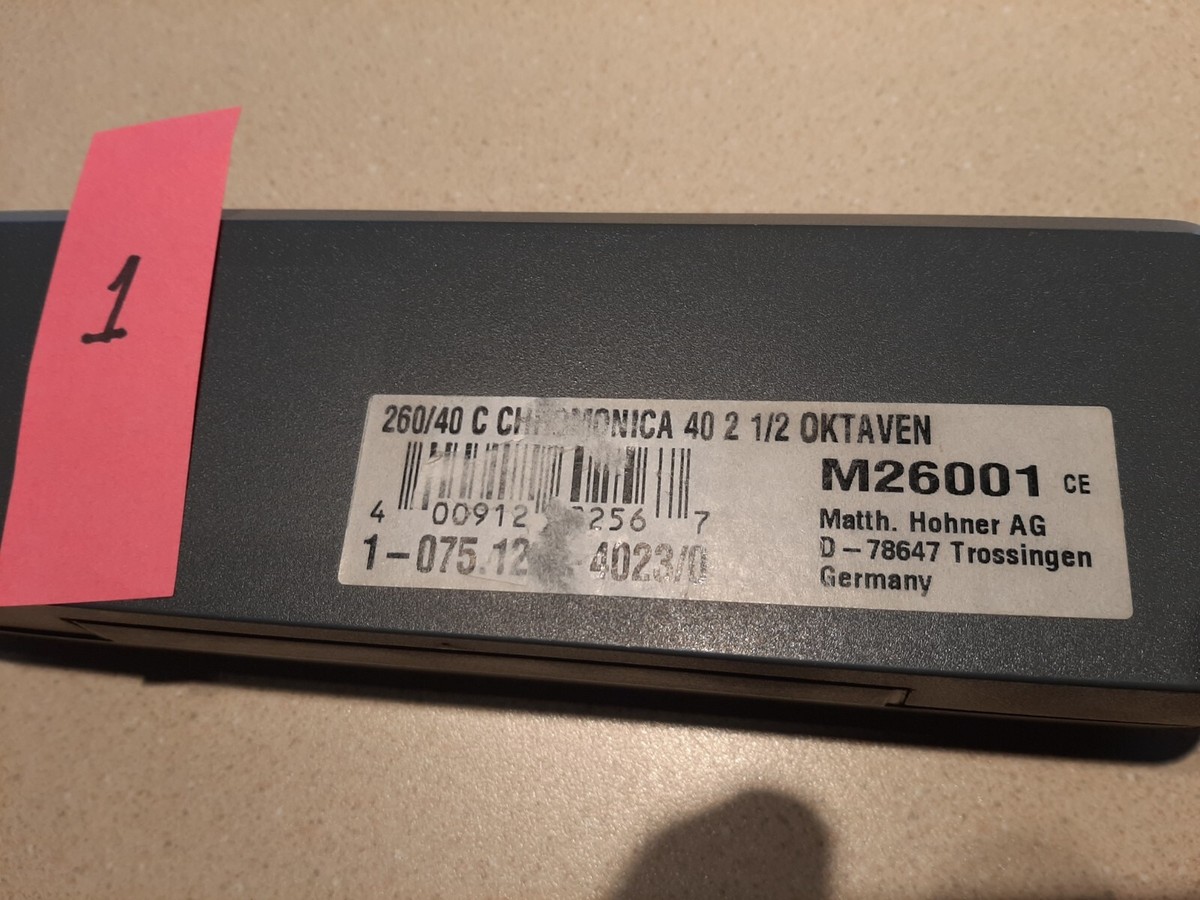 1
260/40 C CHROMONICA 40 2 1/2 OKTAVEN
M26001 CE
4 00912 256 7
Matth. Hohner AG
1-075.12 4023/0
D-78647 Trossingen
Germany